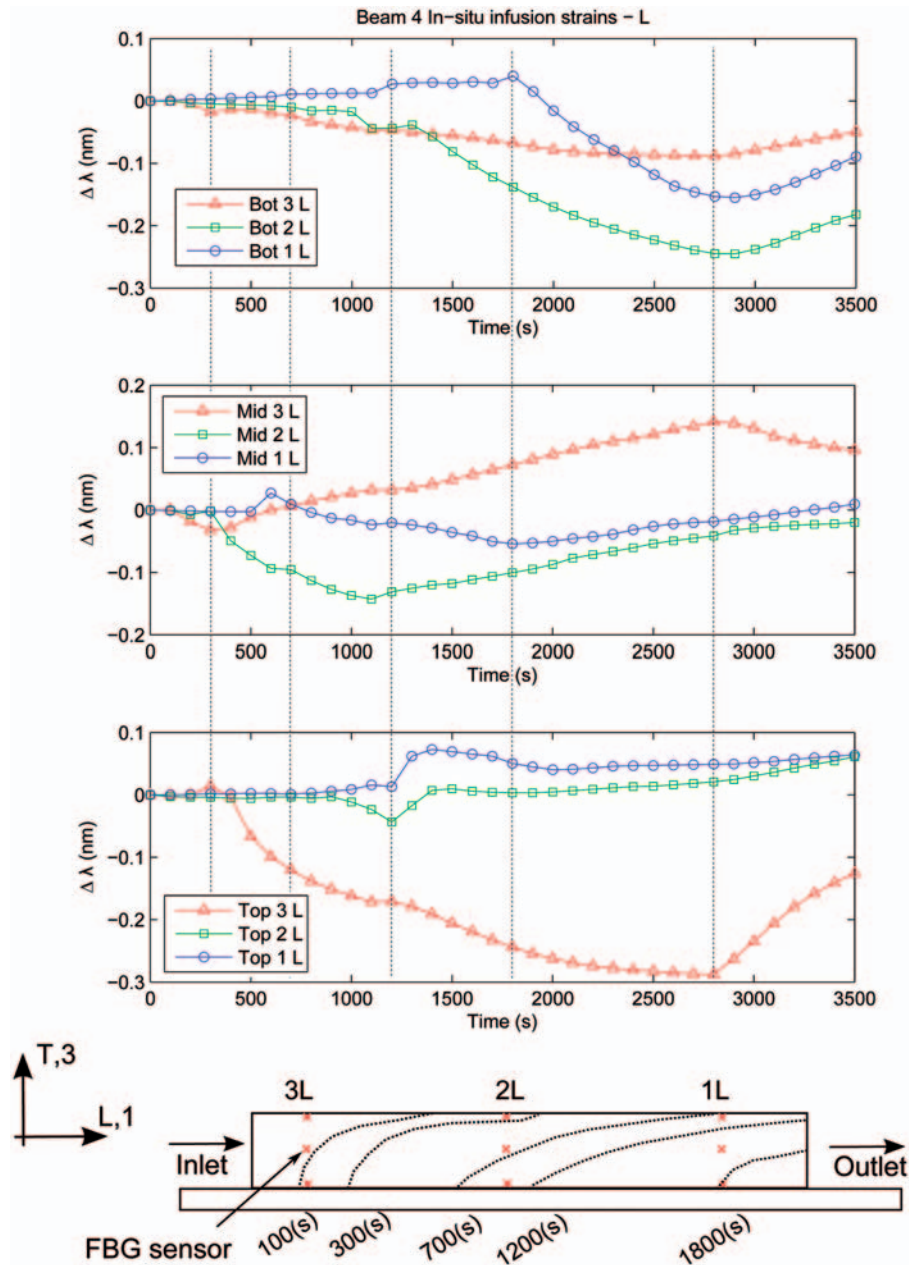 Beam 4 In-situ infusion strains - L
0.1
0
-0.1
-0.2
-0.3
Δ λ (nm)
Bot 3 L
Bot 2 L
Bot 1 L
0 500 1000 1500 2000 2500 3000 3500
Time (s)
0.2
0.1
0
-0.1
-0.2
Δ λ (nm)
Mid 3 L
Mid 2 L
Mid 1 L
0 500 1000 1500 2000 2500 3000 3500
Time (s)
0.1
0
-0.1
-0.2
-0.3
Δ λ (nm)
Top 3 L
Top 2 L
Top 1 L
0 500 1000 1500 2000 2500 3000 3500
Time (s)
T,3
L,1
3L 2L 1L
Inlet
Outlet
FBG sensor
100(s) 300(s) 700(s) 1200(s) 1800(s)